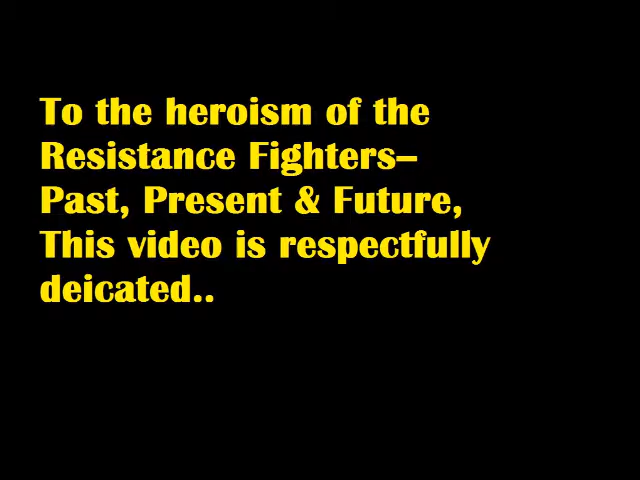 To the heroism of the
Resistance Fighters–
Past, Present & Future,
This video is respectfully
deicated..